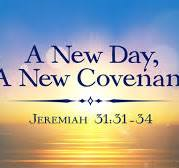 A New Day,
A New Covenan
Jeremiah 31:31-34